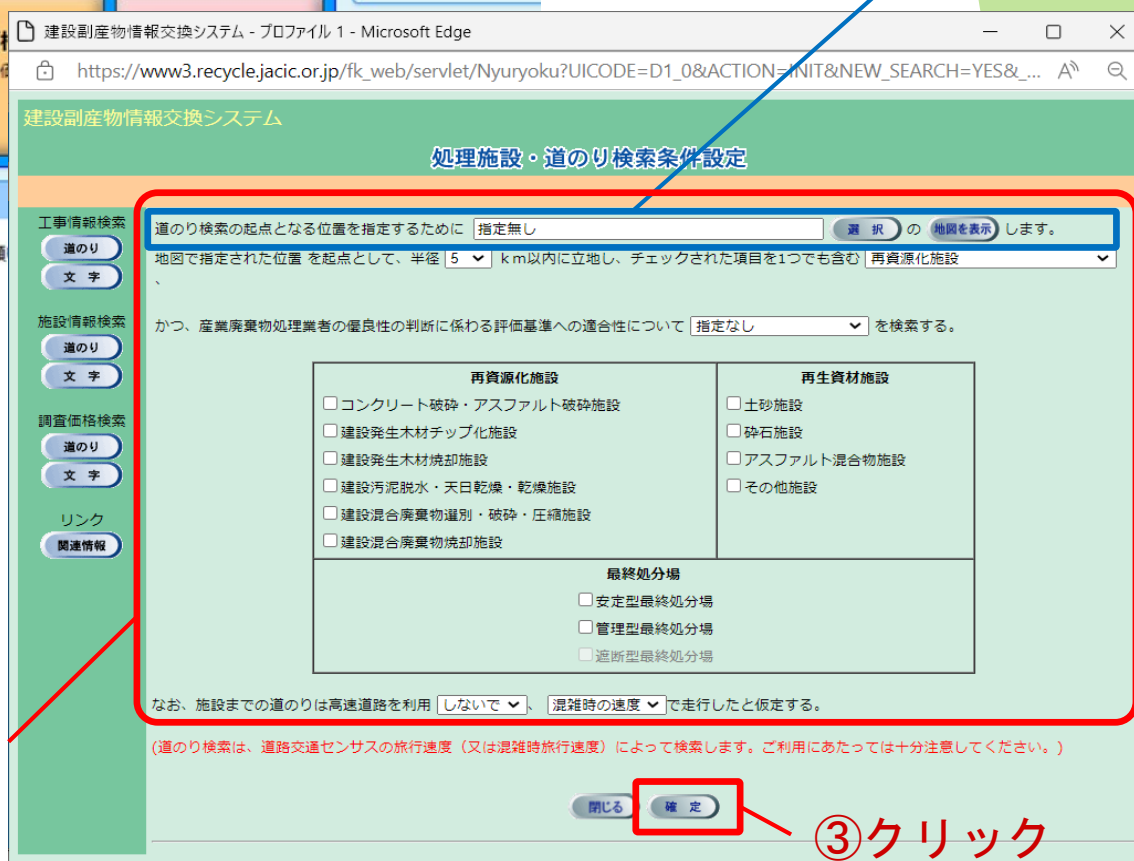 建設副産物情報交換システム - プロファイル 1 - Microsoft Edge
https://www3.recycle.jacic.or.jp/fk_web/servlet/Nyuryoku?UICODE=D1_0&ACTION=INIT&NEW_SEARCH=YES&_...
建設副産物情報交換システム
処理施設・道のり検索条件設定
工事情報検索
道のり
文 字
施設情報検索
道のり
文 字
調査価格検索
道のり
文 字
リンク
関連情報
道のり検索の起点となる位置を指定するために 指定無し 選 択 の 地図を表示 します。
地図で指定された位置 を起点として、半径 5 ｋｍ以内に立地し、チェックされた項目を1つでも含む 再資源化施設
、
かつ、産業廃棄物処理業者の優良性の判断に係わる評価基準への適合性について 指定なし を検索する。
再資源化施設
コンクリート破砕・アスファルト破砕施設
建設発生木材チップ化施設
建設発生木材焼却施設
建設汚泥脱水・天日乾燥・乾燥施設
建設混合廃棄物選別・破砕・圧縮施設
建設混合廃棄物焼却施設
再生資材施設
土砂施設
砕石施設
アスファルト混合物施設
その他施設
最終処分場
安定型最終処分場
管理型最終処分場
遮断型最終処分場
なお、施設までの道のりは高速道路を利用 しないで 、 混雑時の速度 で走行したと仮定する。
(道のり検索は、道路交通センサスの旅行速度（又は混雑時旅行速度）によって検索します。ご利用にあたっては十分注意してください。)
閉じる 確 定
③クリック